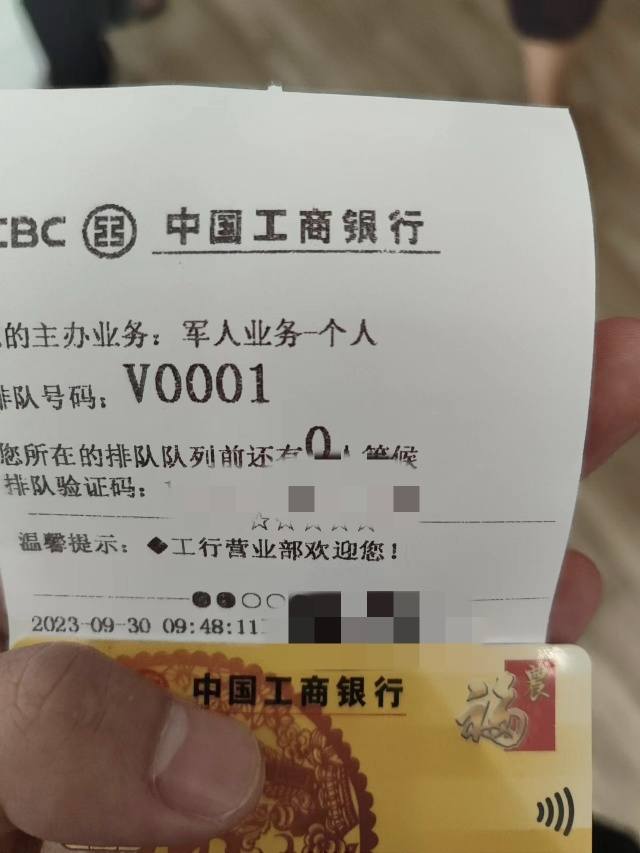 CBC 中国工商银行
的主办业务：军人业务-个人
排队号码：V0001
您所在的排队队列前还有0人等候
排队验证码：
☆☆☆☆☆
温馨提示：◆工行营业部欢迎您！
●●○○
2023-09-30 09:48:11
中国工商银行
農
福